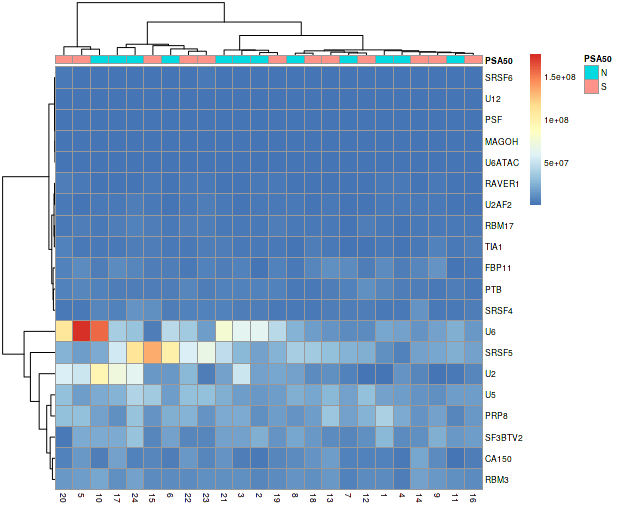 PSA50
SRSF6
U12
PSF
MAGOH
U6ATAC
RAVER1
U2AF2
RBM17
TIA1
FBP11
PTB
SRSF4
U6
SRSF5
U2
U5
PRP8
SF3BTV2
CA150
RBM3
20 5 10 17 24 15 6 22 23 21 3 2 19 8 18 13 7 12 1 4 14 9 11 16
1.5e+08
1e+08
5e+07
PSA50
N
S